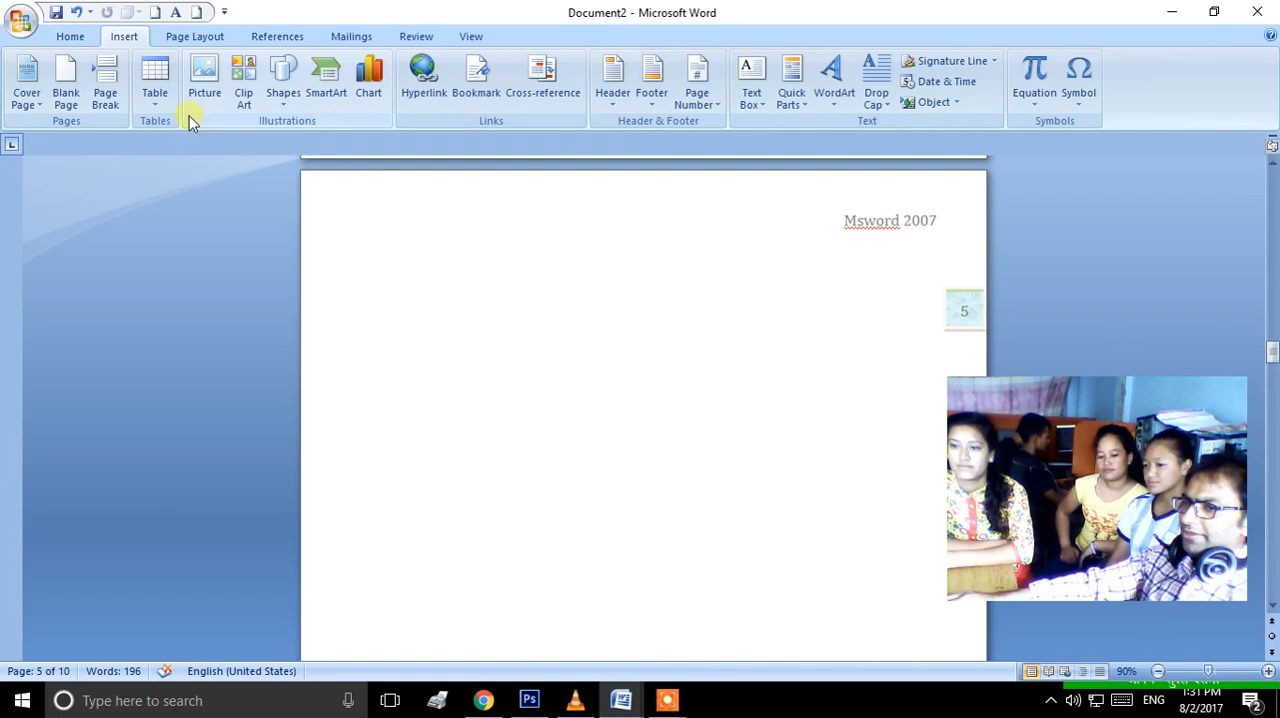 Document2 - Microsoft Word
Home Insert Page Layout References Mailings Review View
Cover Page
Blank Page
Page Break
Pages
Table
Tables
Picture
Clip Art
Shapes
SmartArt
Chart
Illustrations
Hyperlink
Bookmark
Cross-reference
Links
Header
Footer
Page Number
Header & Footer
Text Box
Quick Parts
WordArt
Drop Cap
Signature Line
Date & Time
Object
Text
Equation
Symbol
Symbols
Msword 2007
5
Page: 5 of 10 Words: 196 English (United States) 90%
Type here to search
ENG
1:31 PM
8/2/2017
2